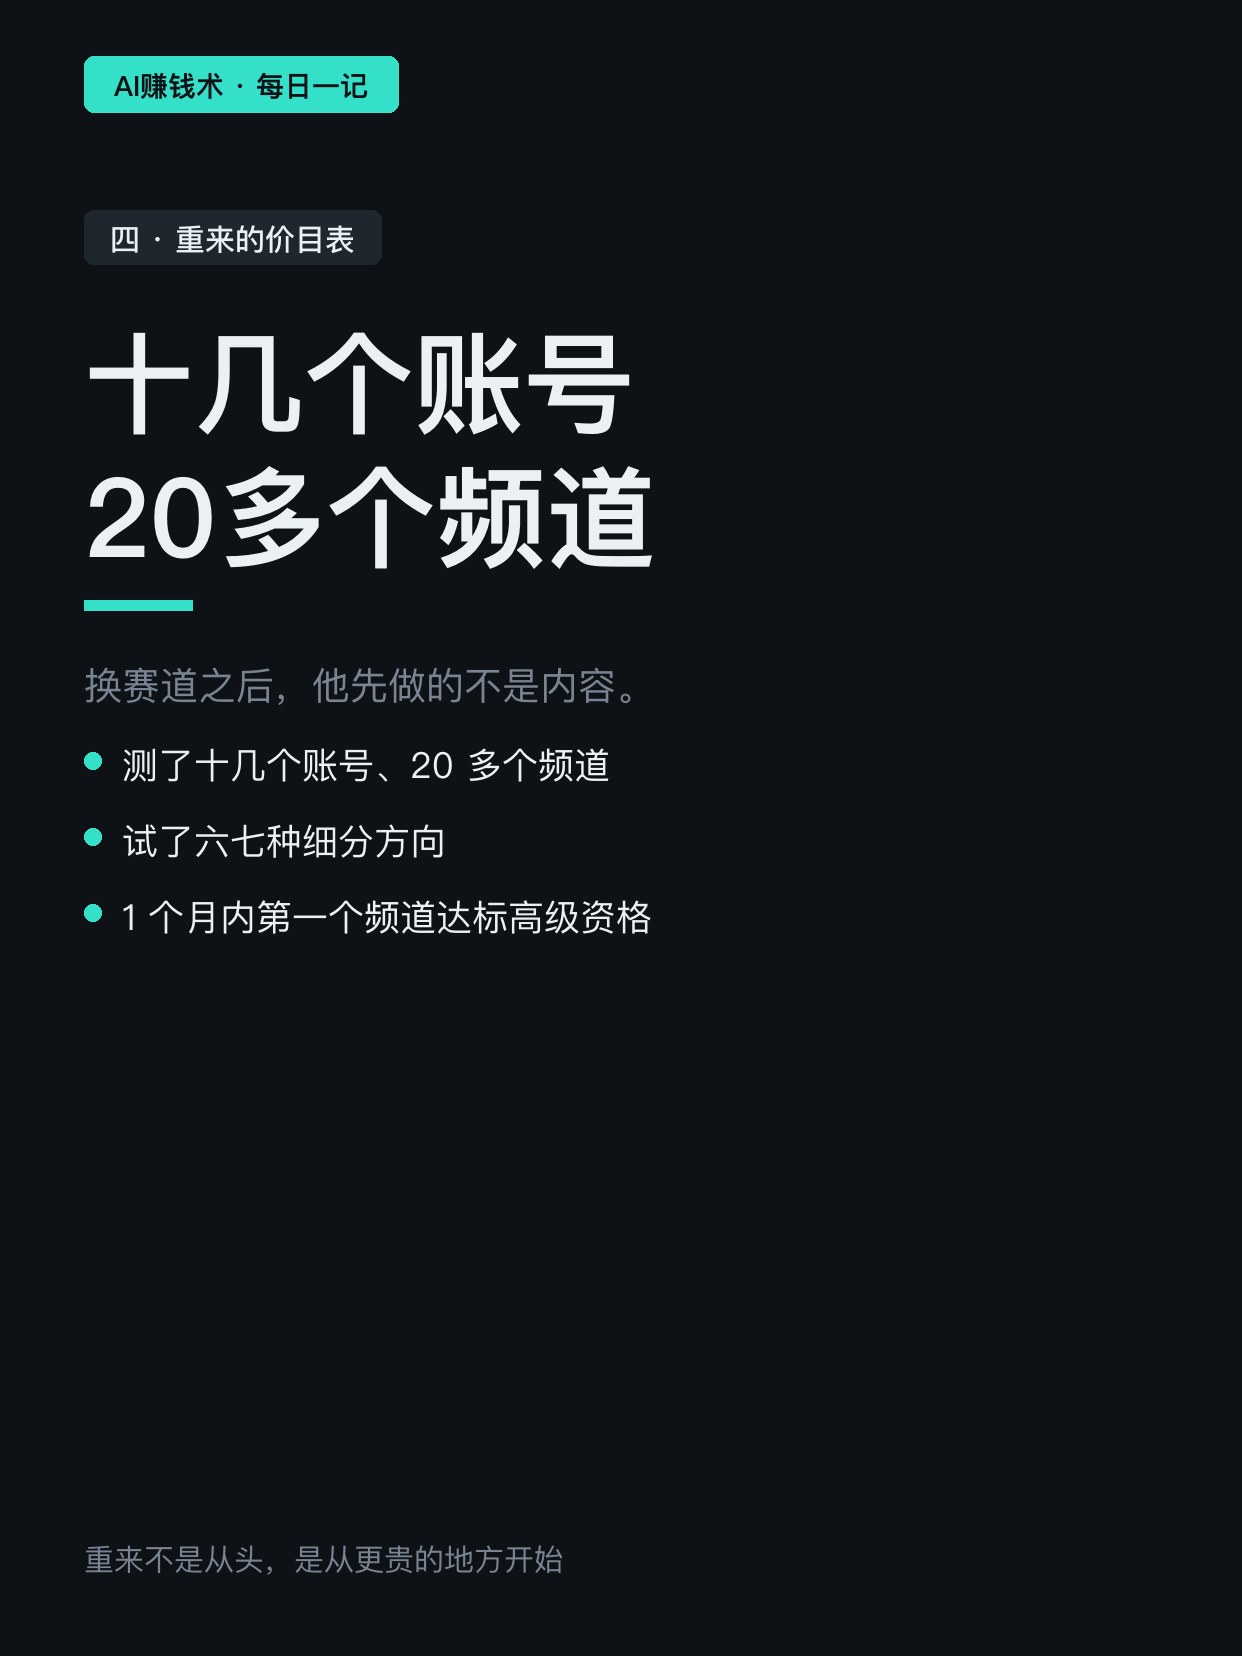 AI赚钱术 · 每日一记
四 · 重来的价目表
十几个账号
20多个频道
换赛道之后，他先做的不是内容。
测了十几个账号、20 多个频道
试了六七种细分方向
1 个月内第一个频道达标高级资格
重来不是从头，是从更贵的地方开始